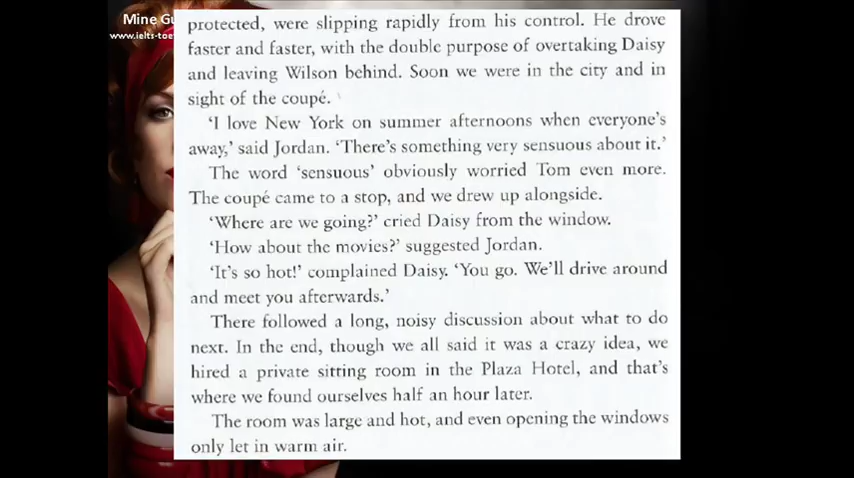 Mine Gu
www.ielts-toe
protected, were slipping rapidly from his control. He drove
faster and faster, with the double purpose of overtaking Daisy
and leaving Wilson behind. Soon we were in the city and in
sight of the coupé.
‘I love New York on summer afternoons when everyone’s
away,’ said Jordan. ‘There’s something very sensuous about it.’
The word ‘sensuous’ obviously worried Tom even more.
The coupé came to a stop, and we drew up alongside.
‘Where are we going?’ cried Daisy from the window.
‘How about the movies?’ suggested Jordan.
‘It’s so hot!’ complained Daisy. ‘You go. We’ll drive around
and meet you afterwards.’
There followed a long, noisy discussion about what to do
next. In the end, though we all said it was a crazy idea, we
hired a private sitting room in the Plaza Hotel, and that’s
where we found ourselves half an hour later.
The room was large and hot, and even opening the windows
only let in warm air.